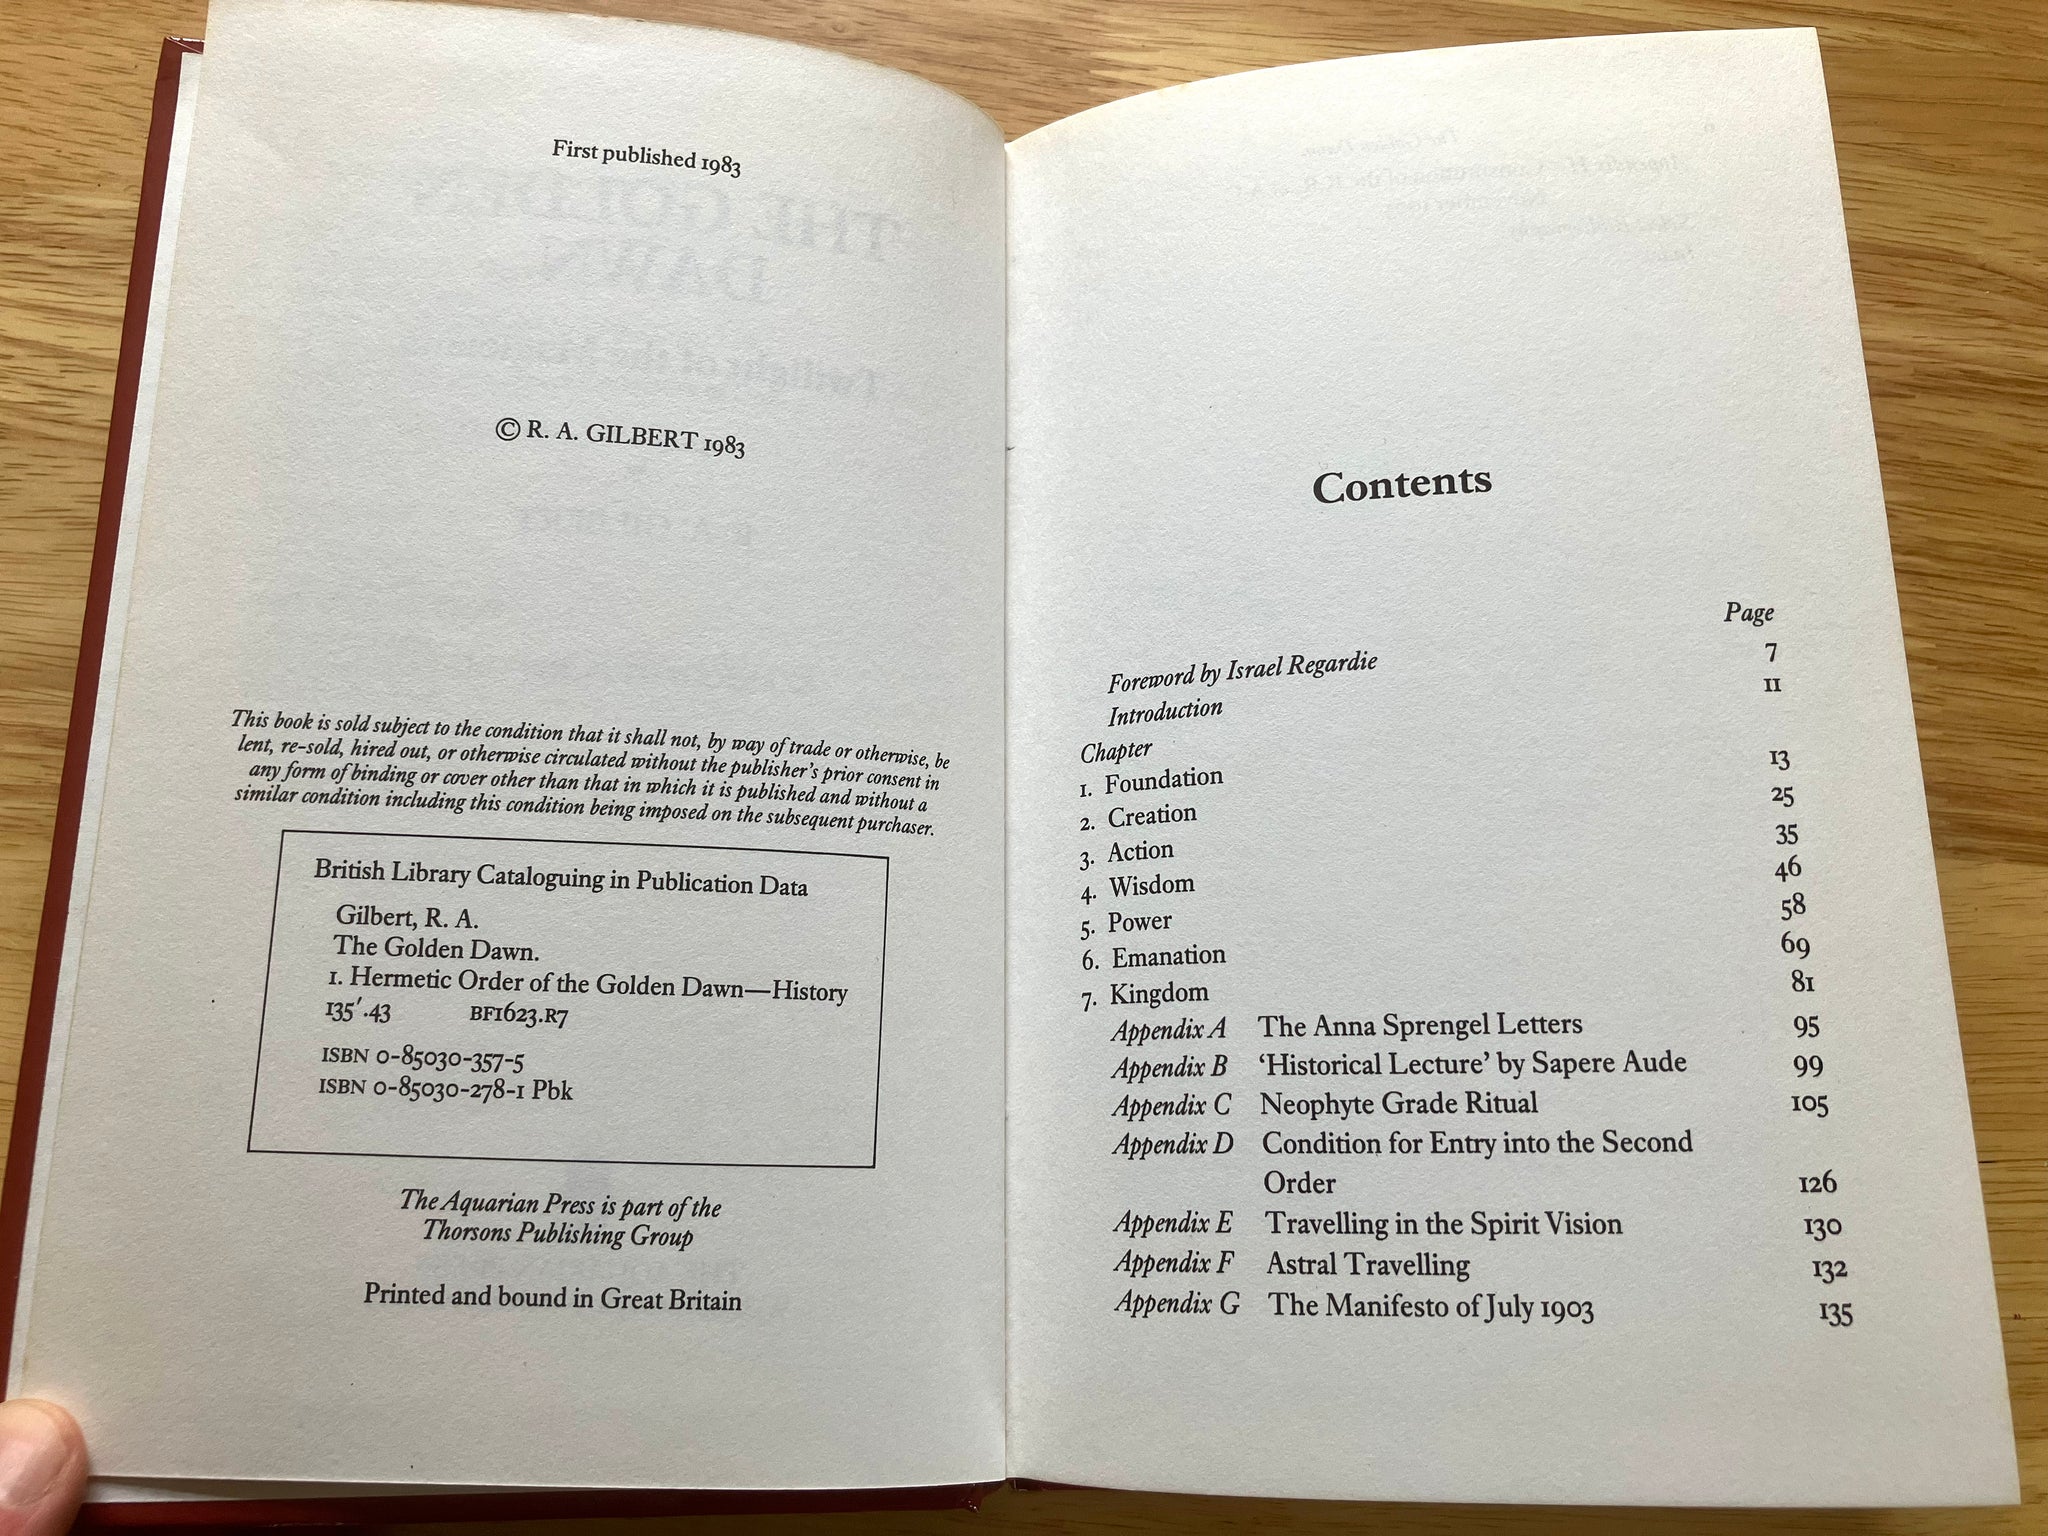 First published 1983
© R. A. GILBERT 1983
This book is sold subject to the condition that it shall not, by way of trade or otherwise, be
lent, re-sold, hired out, or otherwise circulated without the publisher's prior consent in
any form of binding or cover other than that in which it is published and without a
similar condition including this condition being imposed on the subsequent purchaser.
British Library Cataloguing in Publication Data
Gilbert, R. A.
The Golden Dawn.
1. Hermetic Order of the Golden Dawn—History
135'.43 BF1623.R7
ISBN 0-85030-357-5
ISBN 0-85030-278-1 Pbk
The Aquarian Press is part of the
Thorsons Publishing Group
Printed and bound in Great Britain
Contents
Page
Foreword by Israel Regardie 7
Introduction 11
Chapter
1. Foundation 13
2. Creation 25
3. Action 35
4. Wisdom 46
5. Power 58
6. Emanation 69
7. Kingdom 81
Appendix A The Anna Sprengel Letters 95
Appendix B ‘Historical Lecture’ by Sapere Aude 99
Appendix C Neophyte Grade Ritual 105
Appendix D Condition for Entry into the Second
Order 126
Appendix E Travelling in the Spirit Vision 130
Appendix F Astral Travelling 132
Appendix G The Manifesto of July 1903 135